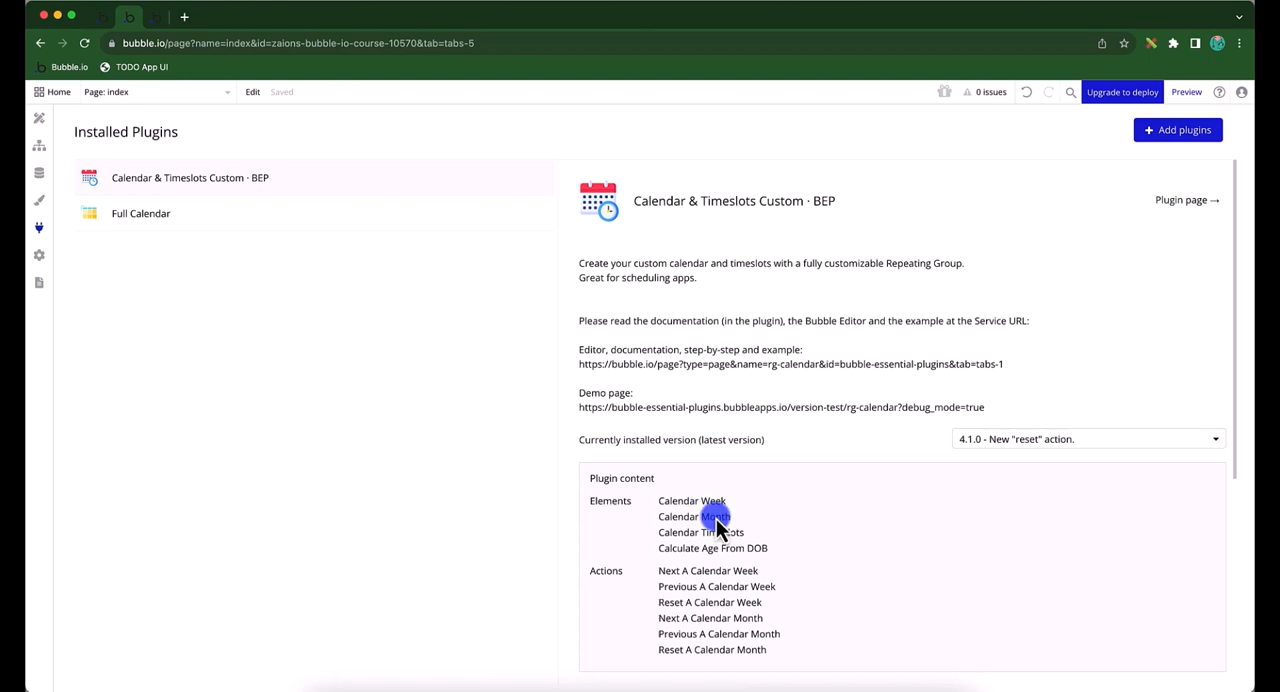 bubble.io/page?name=index&id=zaions-bubble-io-course-10570&tab=tabs-5
Bubble.io TODO App UI
Home Page: index Edit Saved 0 issues Upgrade to deploy Preview
Installed Plugins
+ Add plugins
Calendar & Timeslots Custom · BEP
Full Calendar
Calendar & Timeslots Custom · BEP
Plugin page →
Create your custom calendar and timeslots with a fully customizable Repeating Group.
Great for scheduling apps.
Please read the documentation (in the plugin), the Bubble Editor and the example at the Service URL:
Editor, documentation, step-by-step and example:
https://bubble.io/page?type=page&name=rg-calendar&id=bubble-essential-plugins&tab=tabs-1
Demo page:
https://bubble-essential-plugins.bubbleapps.io/version-test/rg-calendar?debug_mode=true
Currently installed version (latest version) 4.1.0 - New "reset" action.
Plugin content
Elements Calendar Week
Calendar Month
Calendar Timeslots
Calculate Age From DOB
Actions Next A Calendar Week
Previous A Calendar Week
Reset A Calendar Week
Next A Calendar Month
Previous A Calendar Month
Reset A Calendar Month